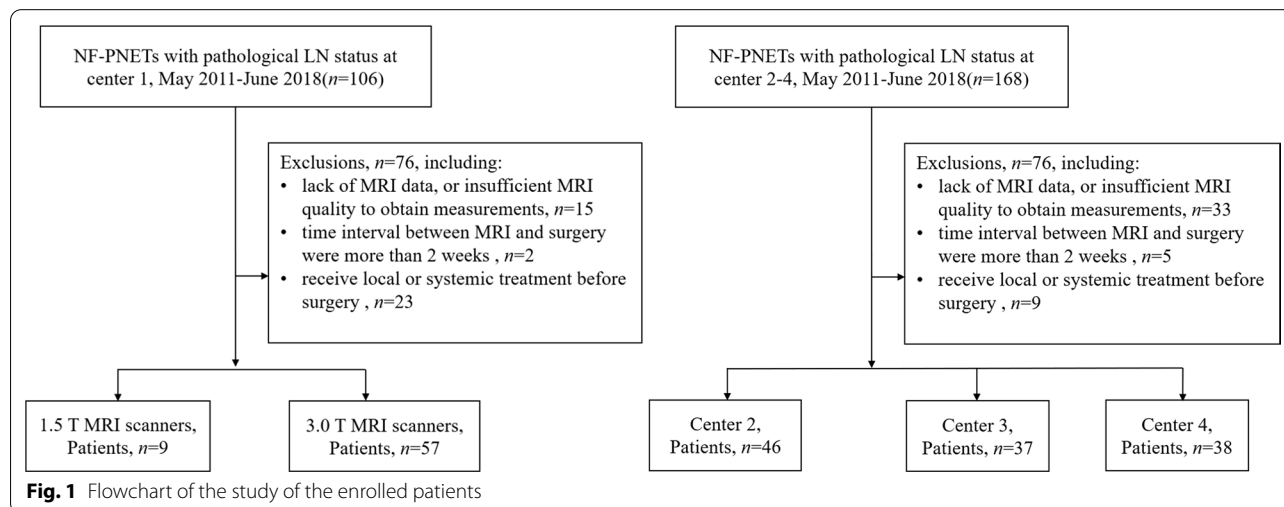 NF-PNETs with pathological LN status at
center 1, May 2011-June 2018(n=106)
Exclusions, n=76, including:
• lack of MRI data, or insufficient MRI
quality to obtain measurements, n=15
• time interval between MRI and surgery
were more than 2 weeks , n=2
• receive local or systemic treatment before
surgery , n=23
1.5 T MRI scanners,
Patients, n=9
3.0 T MRI scanners,
Patients, n=57
NF-PNETs with pathological LN status at
center 2-4, May 2011-June 2018(n=168)
Exclusions, n=76, including:
• lack of MRI data, or insufficient MRI
quality to obtain measurements, n=33
• time interval between MRI and surgery
were more than 2 weeks , n=5
• receive local or systemic treatment before
surgery , n=9
Center 2,
Patients, n=46
Center 3,
Patients, n=37
Center 4,
Patients, n=38
Fig. 1 Flowchart of the study of the enrolled patients